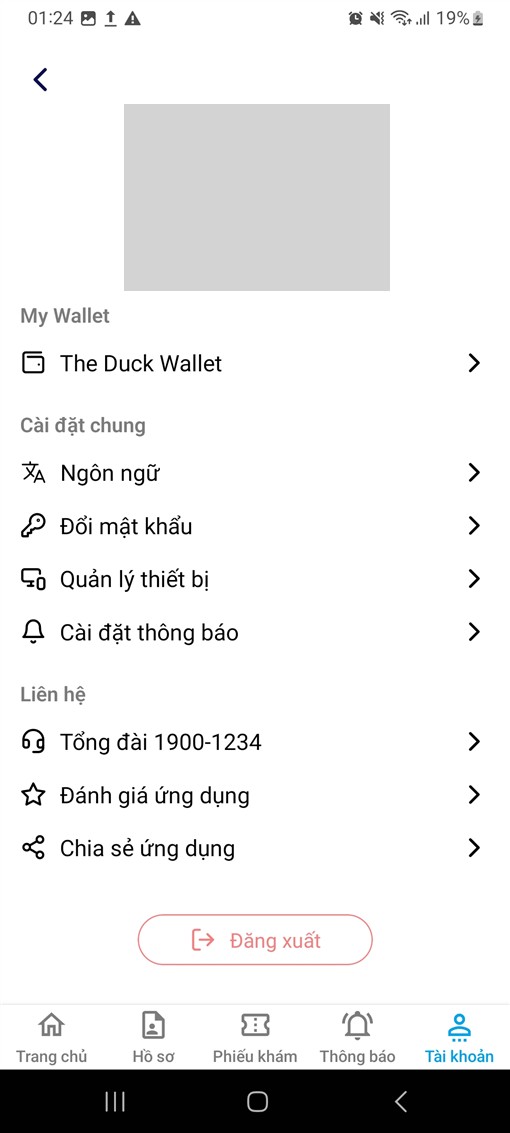 01:24 19%
My Wallet
The Duck Wallet
Cài đặt chung
Ngôn ngữ
Đổi mật khẩu
Quản lý thiết bị
Cài đặt thông báo
Liên hệ
Tổng đài 1900-1234
Đánh giá ứng dụng
Chia sẻ ứng dụng
Đăng xuất
Trang chủ Hồ sơ Phiếu khám Thông báo Tài khoản